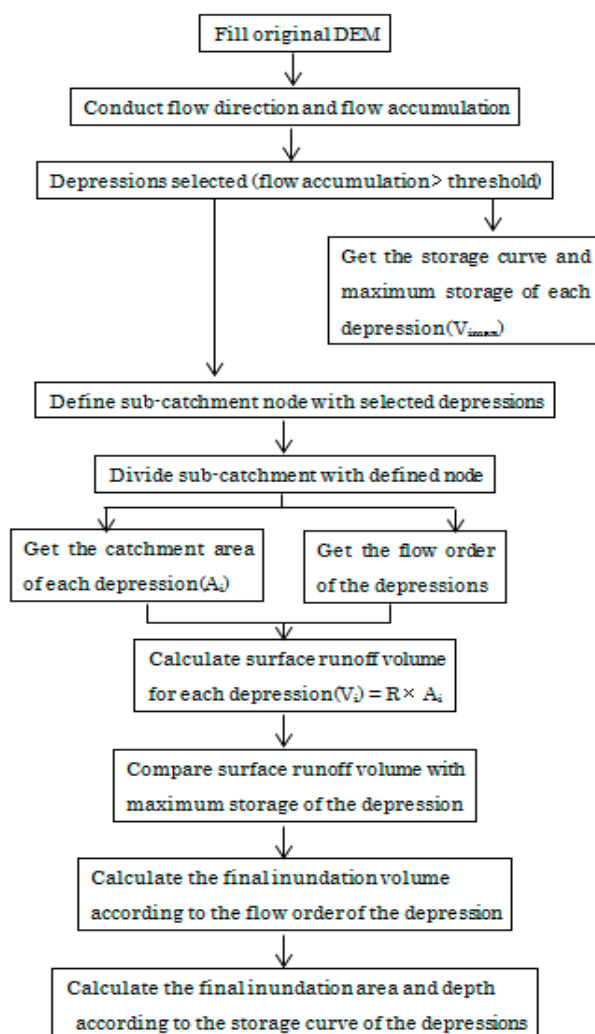 Fill original DEM
Conduct flow direction and flow accumulation
Depressions selected (flow accumulation > threshold)
Get the storage curve and
maximum storage of each
depression(Vimax)
Define sub-catchment node with selected depressions
Divide sub-catchment with defined node
Get the catchment area
of each depression(Ai)
Get the flow order
of the depressions
Calculate surface runoff volume
for each depression(Vi) = R × Ai
Compare surface runoff volume with
maximum storage of the depression
Calculate the final inundation volume
according to the flow order of the depression
Calculate the final inundation area and depth
according to the storage curve of the depressions